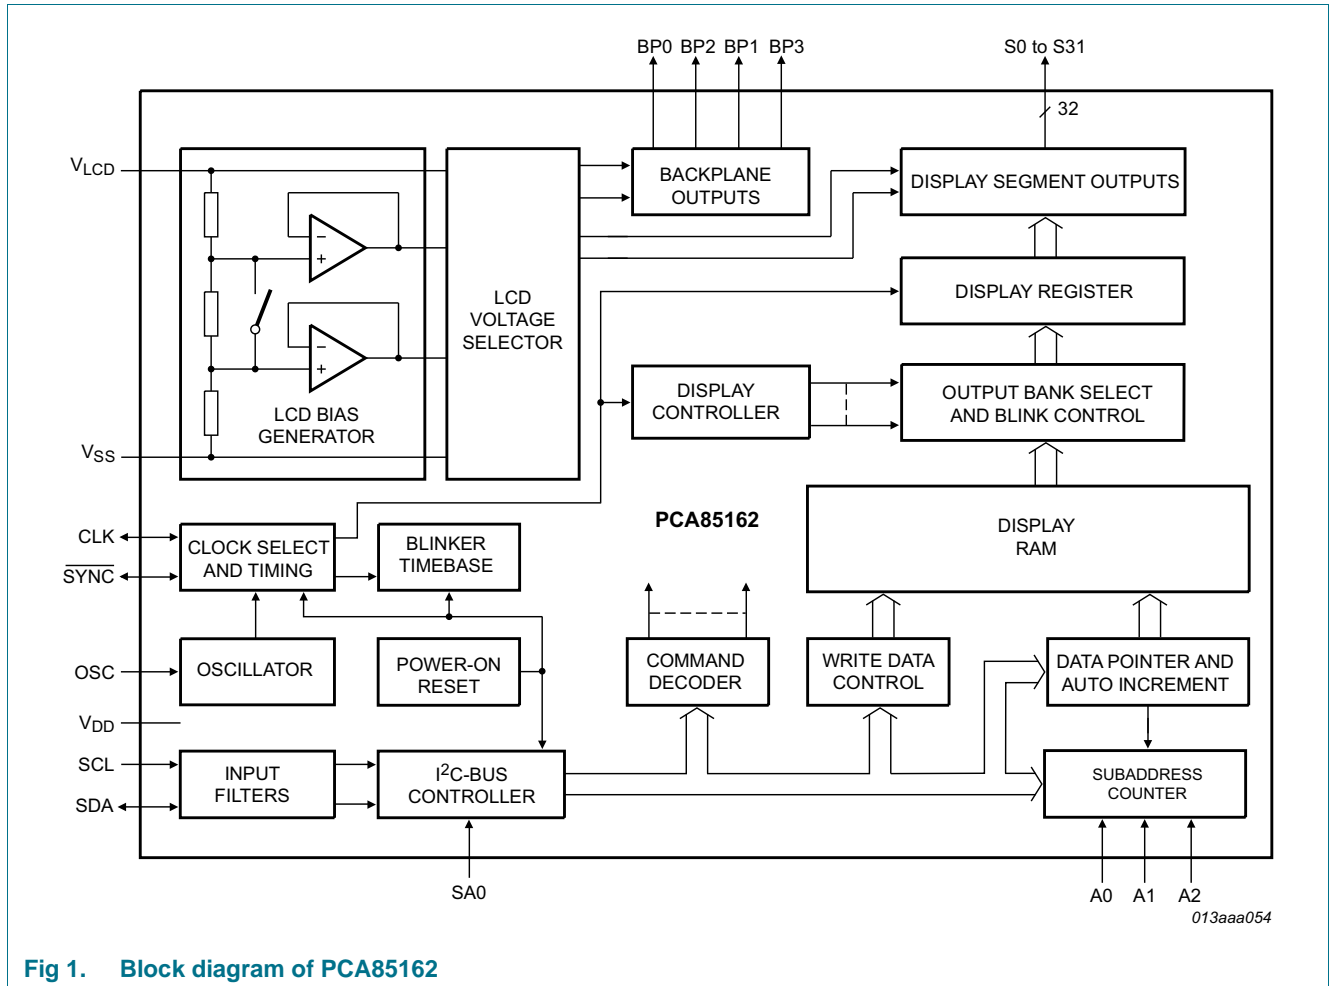 BP0 BP2 BP1 BP3
S0 to S31
32
VLCD
BACKPLANE
OUTPUTS
DISPLAY SEGMENT OUTPUTS
−
+
−
+
LCD BIAS
GENERATOR
LCD
VOLTAGE
SELECTOR
DISPLAY REGISTER
DISPLAY
CONTROLLER
OUTPUT BANK SELECT
AND BLINK CONTROL
VSS
CLK
SYNC
CLOCK SELECT
AND TIMING
BLINKER
TIMEBASE
PCA85162
DISPLAY
RAM
OSC
OSCILLATOR
POWER-ON
RESET
COMMAND
DECODER
WRITE DATA
CONTROL
DATA POINTER AND
AUTO INCREMENT
VDD
SCL
SDA
INPUT
FILTERS
I2C-BUS
CONTROLLER
SUBADDRESS
COUNTER
SA0
A0 A1 A2
013aaa054
Fig 1. Block diagram of PCA85162